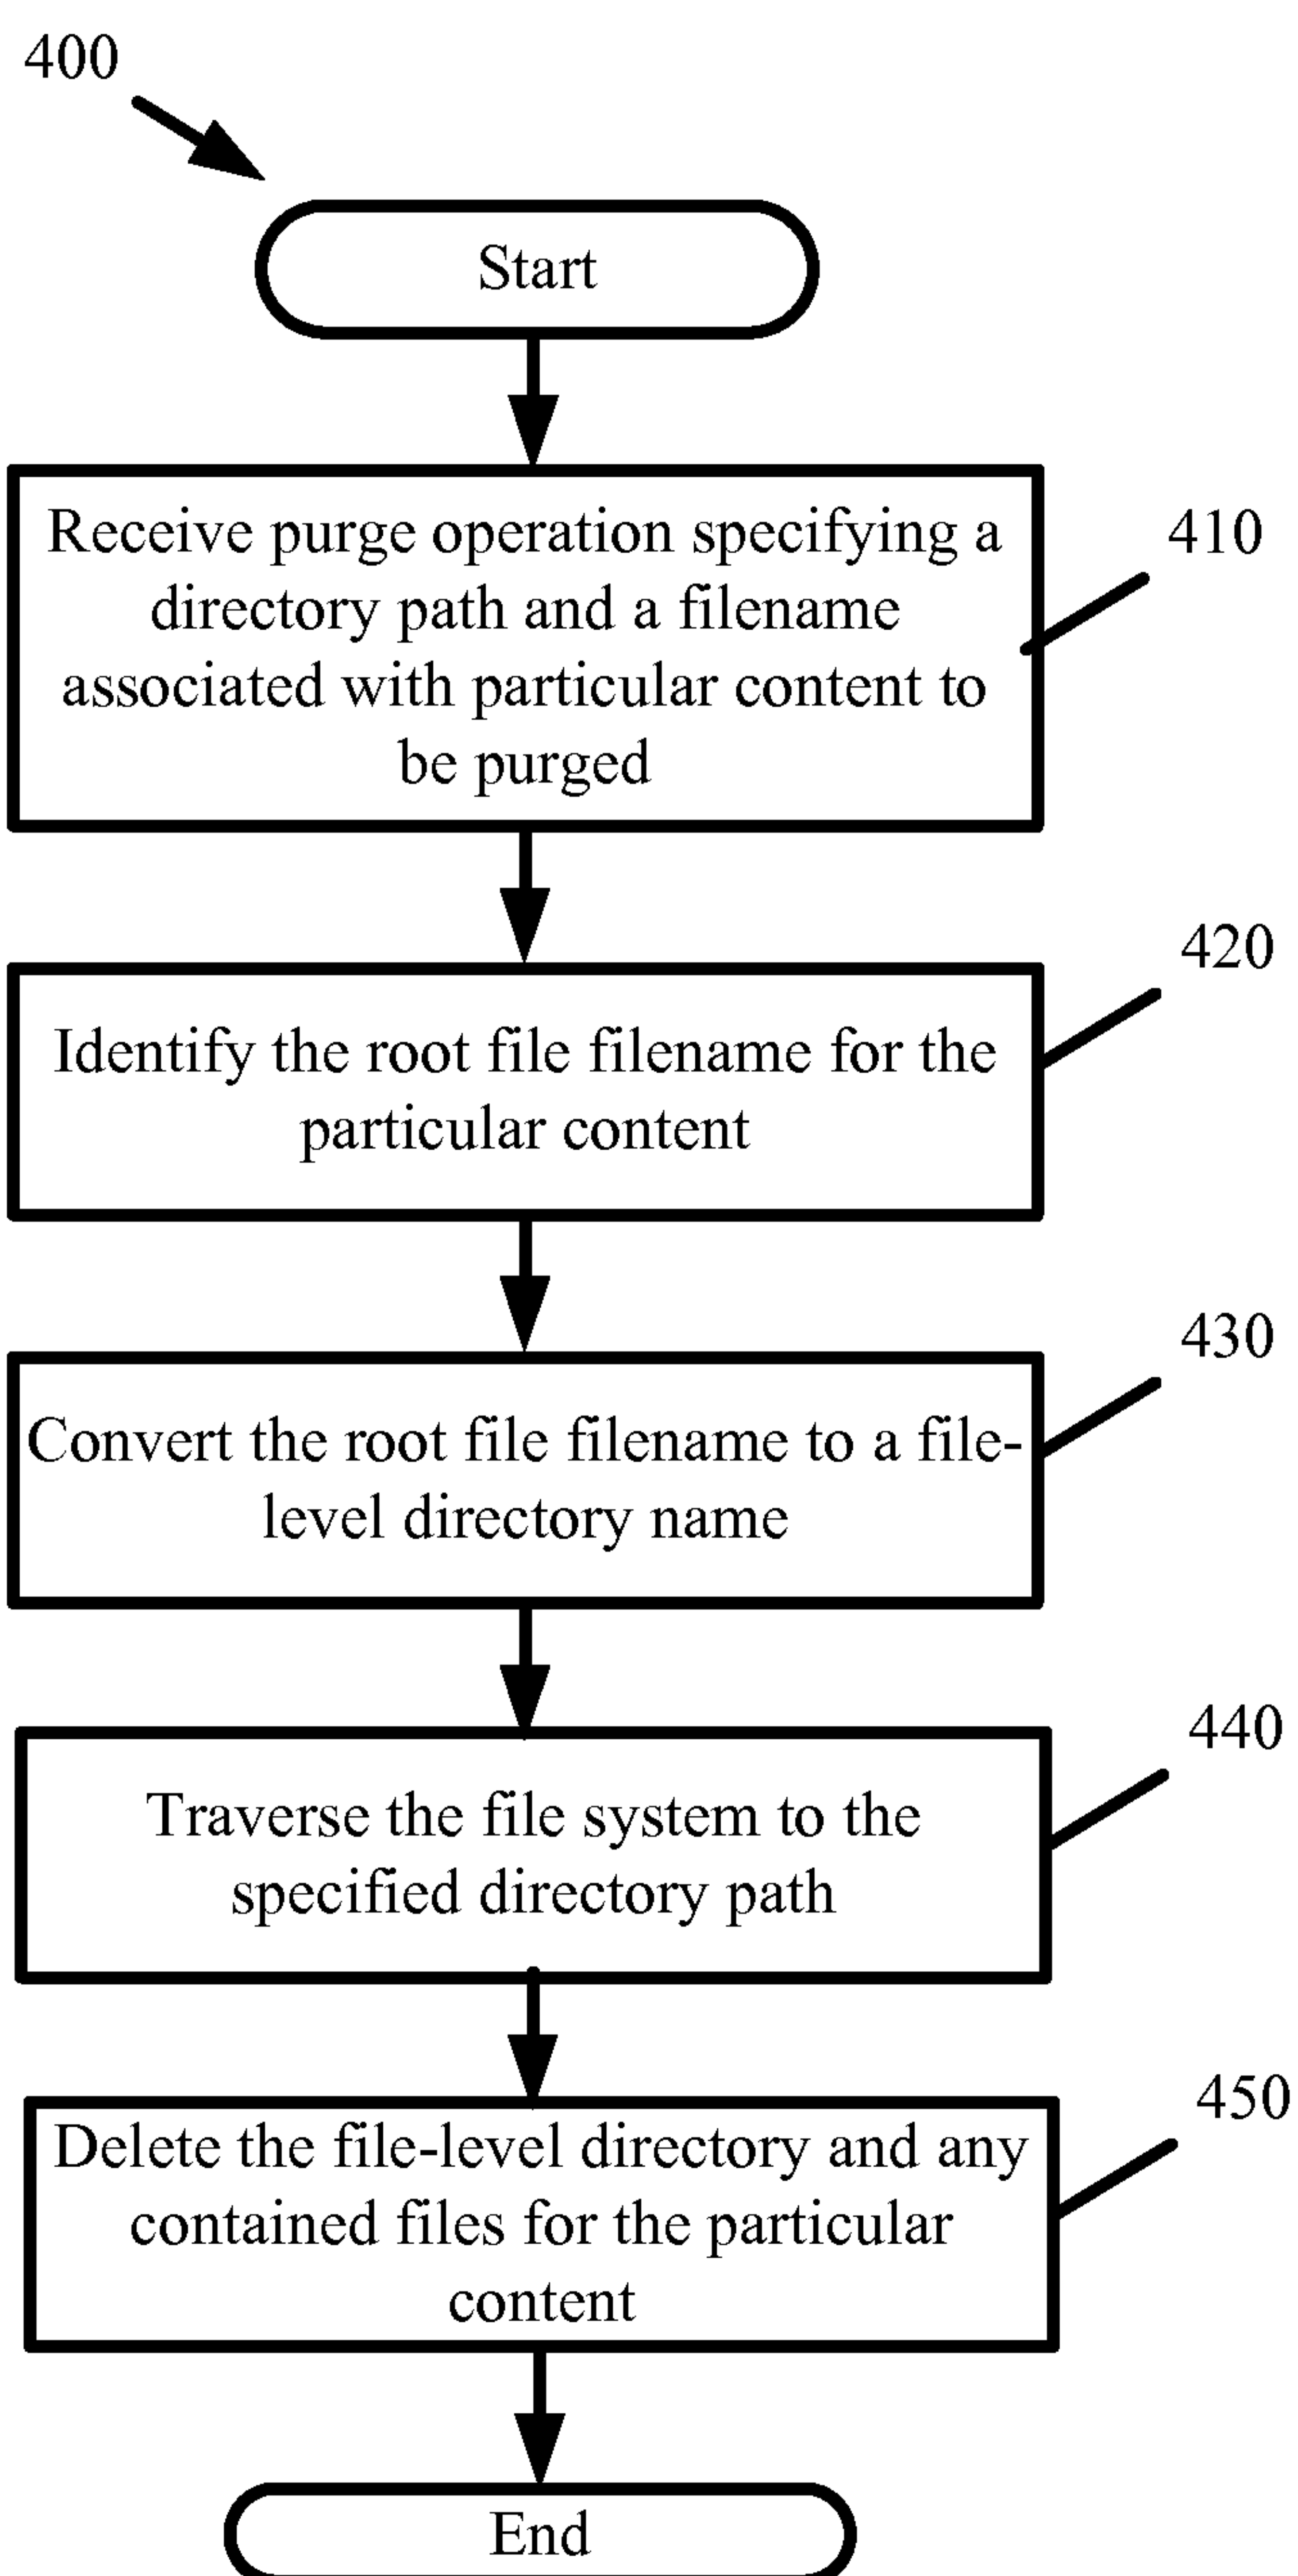 400
Start
Receive purge operation specifying a
directory path and a filename
associated with particular content to
be purged
410
Identify the root file filename for the
particular content
420
Convert the root file filename to a file-
level directory name
430
Traverse the file system to the
specified directory path
440
Delete the file-level directory and any
contained files for the particular
content
450
End